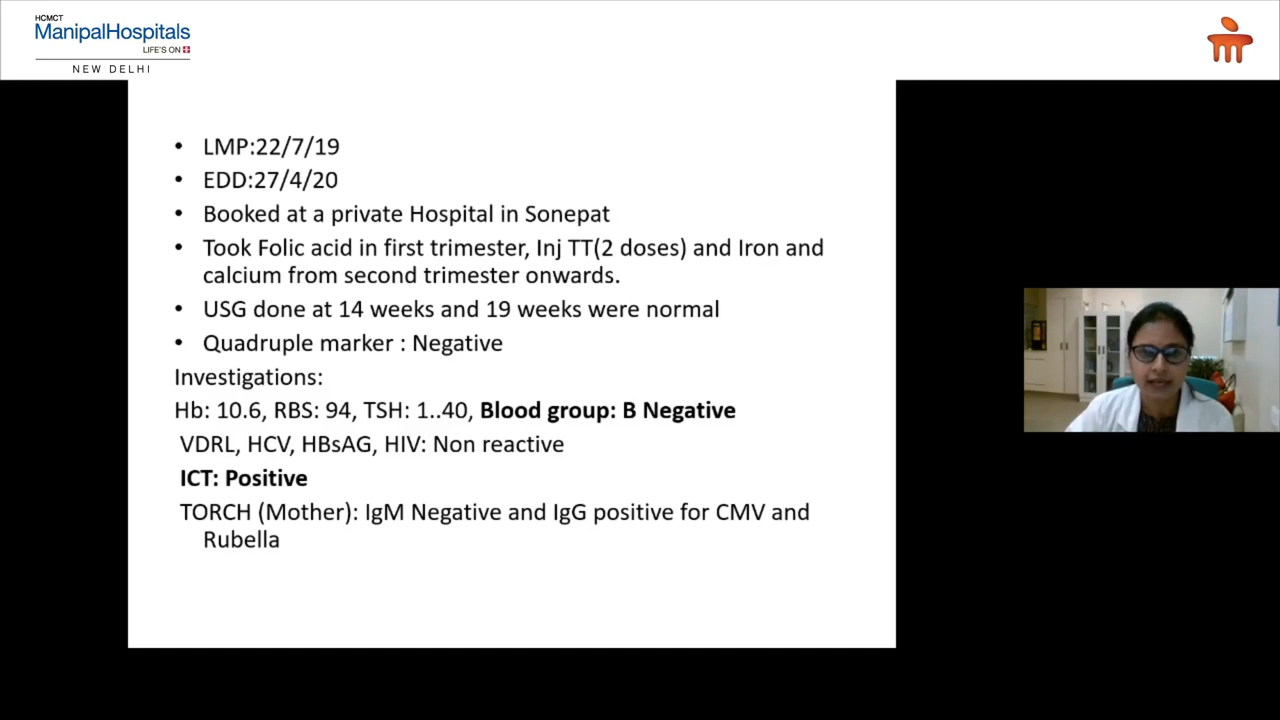 HCMCT
ManipalHospitals
LIFE'S ON
NEW DELHI
• LMP:22/7/19
• EDD:27/4/20
• Booked at a private Hospital in Sonepat
• Took Folic acid in first trimester, Inj TT(2 doses) and Iron and
calcium from second trimester onwards.
• USG done at 14 weeks and 19 weeks were normal
• Quadruple marker : Negative
Investigations:
Hb: 10.6, RBS: 94, TSH: 1..40, Blood group: B Negative
VDRL, HCV, HBsAG, HIV: Non reactive
ICT: Positive
TORCH (Mother): IgM Negative and IgG positive for CMV and
Rubella